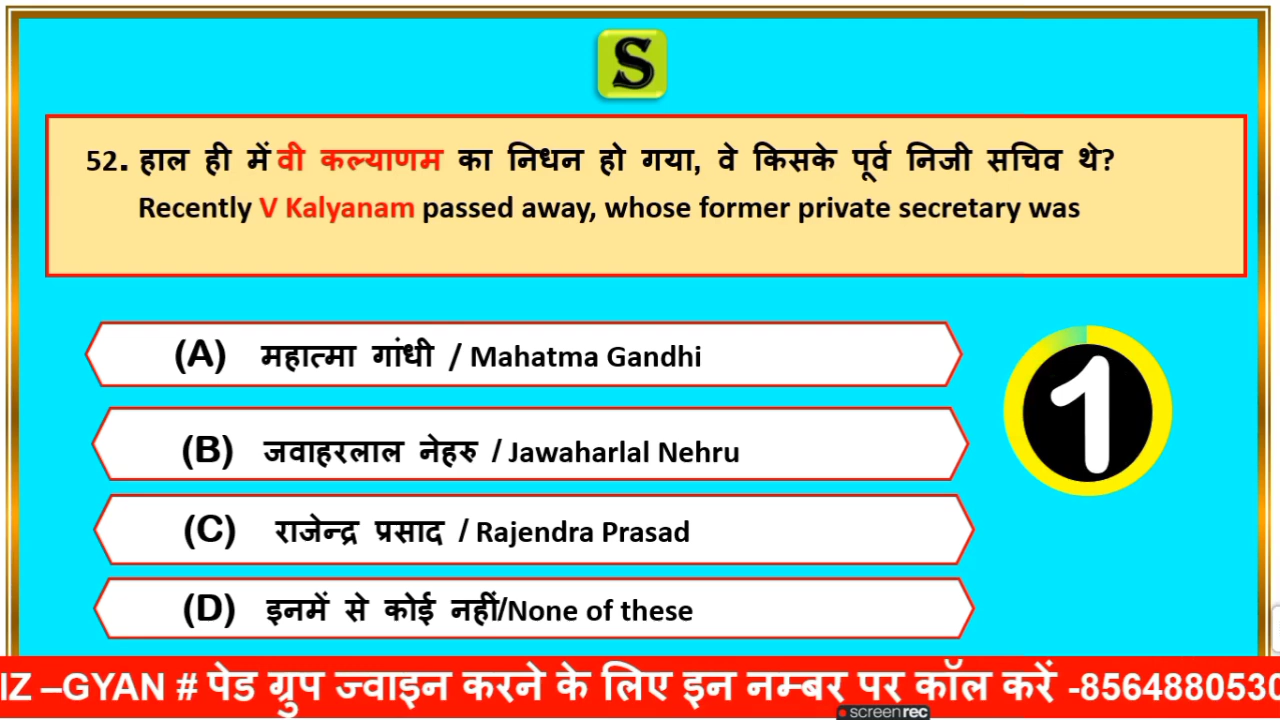 S
52. हाल ही में वी कल्याणम का निधन हो गया, वे किसके पूर्व निजी सचिव थे?
Recently V Kalyanam passed away, whose former private secretary was
(A) महात्मा गांधी / Mahatma Gandhi
1
(B) जवाहरलाल नेहरु / Jawaharlal Nehru
(C) राजेन्द्र प्रसाद / Rajendra Prasad
(D) इनमें से कोई नहीं/None of these
IZ –GYAN # पेड ग्रुप ज्वाइन करने के लिए इन नम्बर पर कॉल करें -8564880530
screenrec